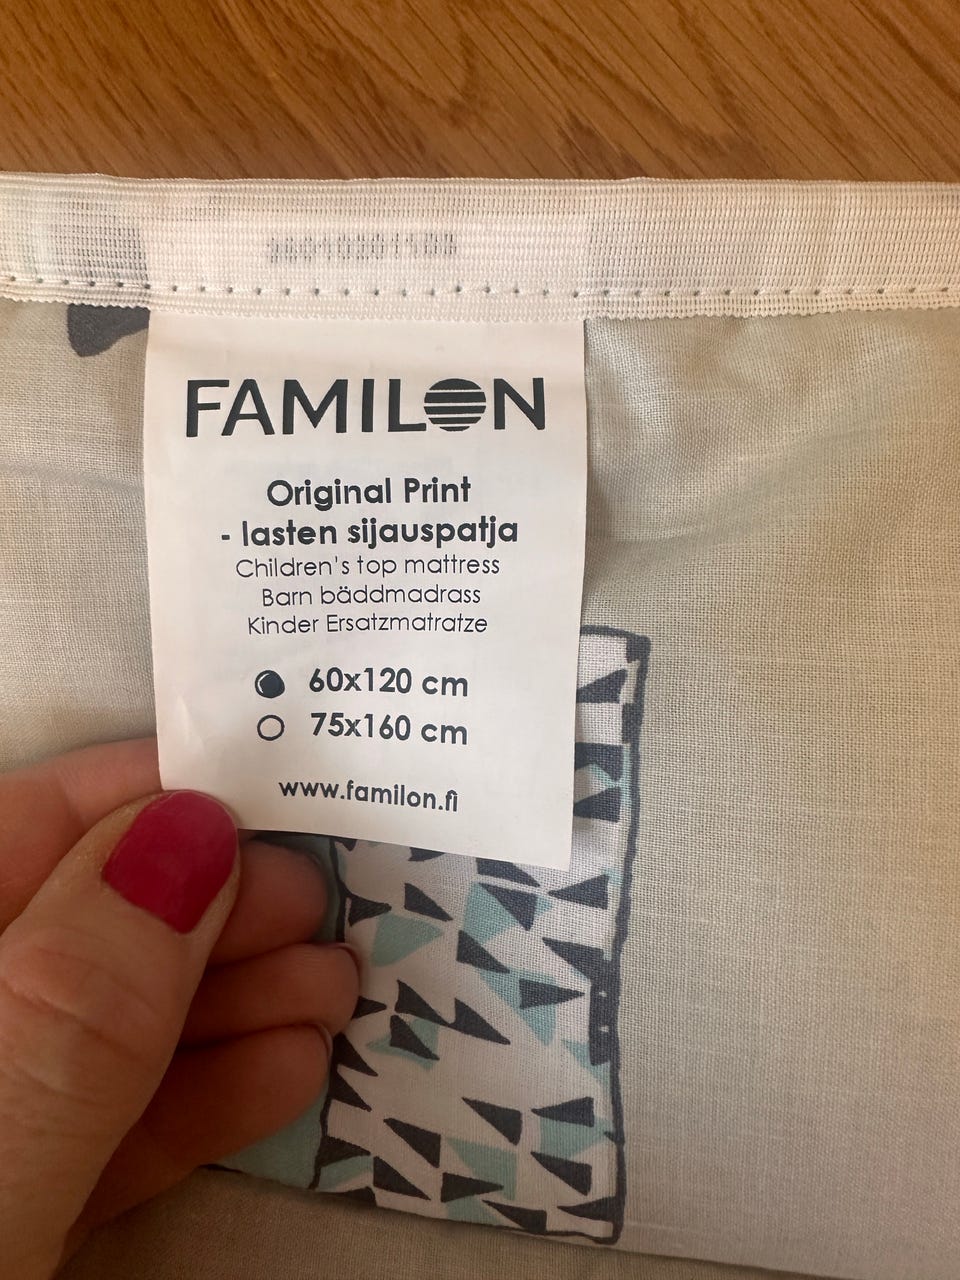 FAMILON
Original Print
- lasten sijauspatja
Children's top mattress
Barn bäddmadrass
Kinder Ersatzmatratze
60x120 cm
75x160 cm
www.familon.fi